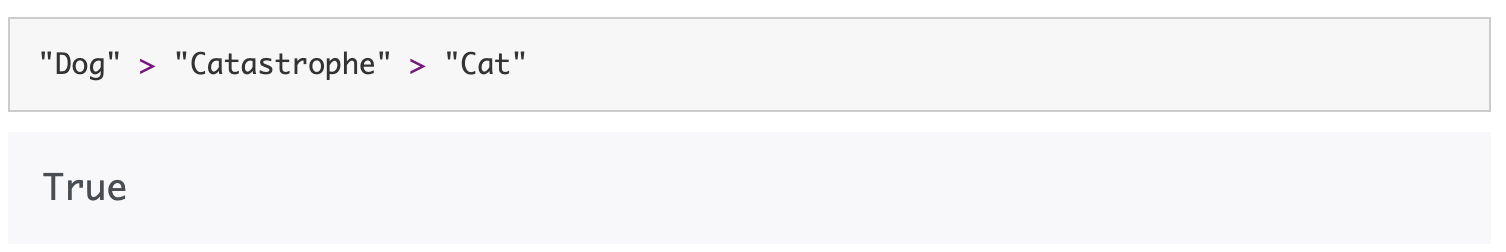 "Dog" > "Catastrophe" > "Cat"
True